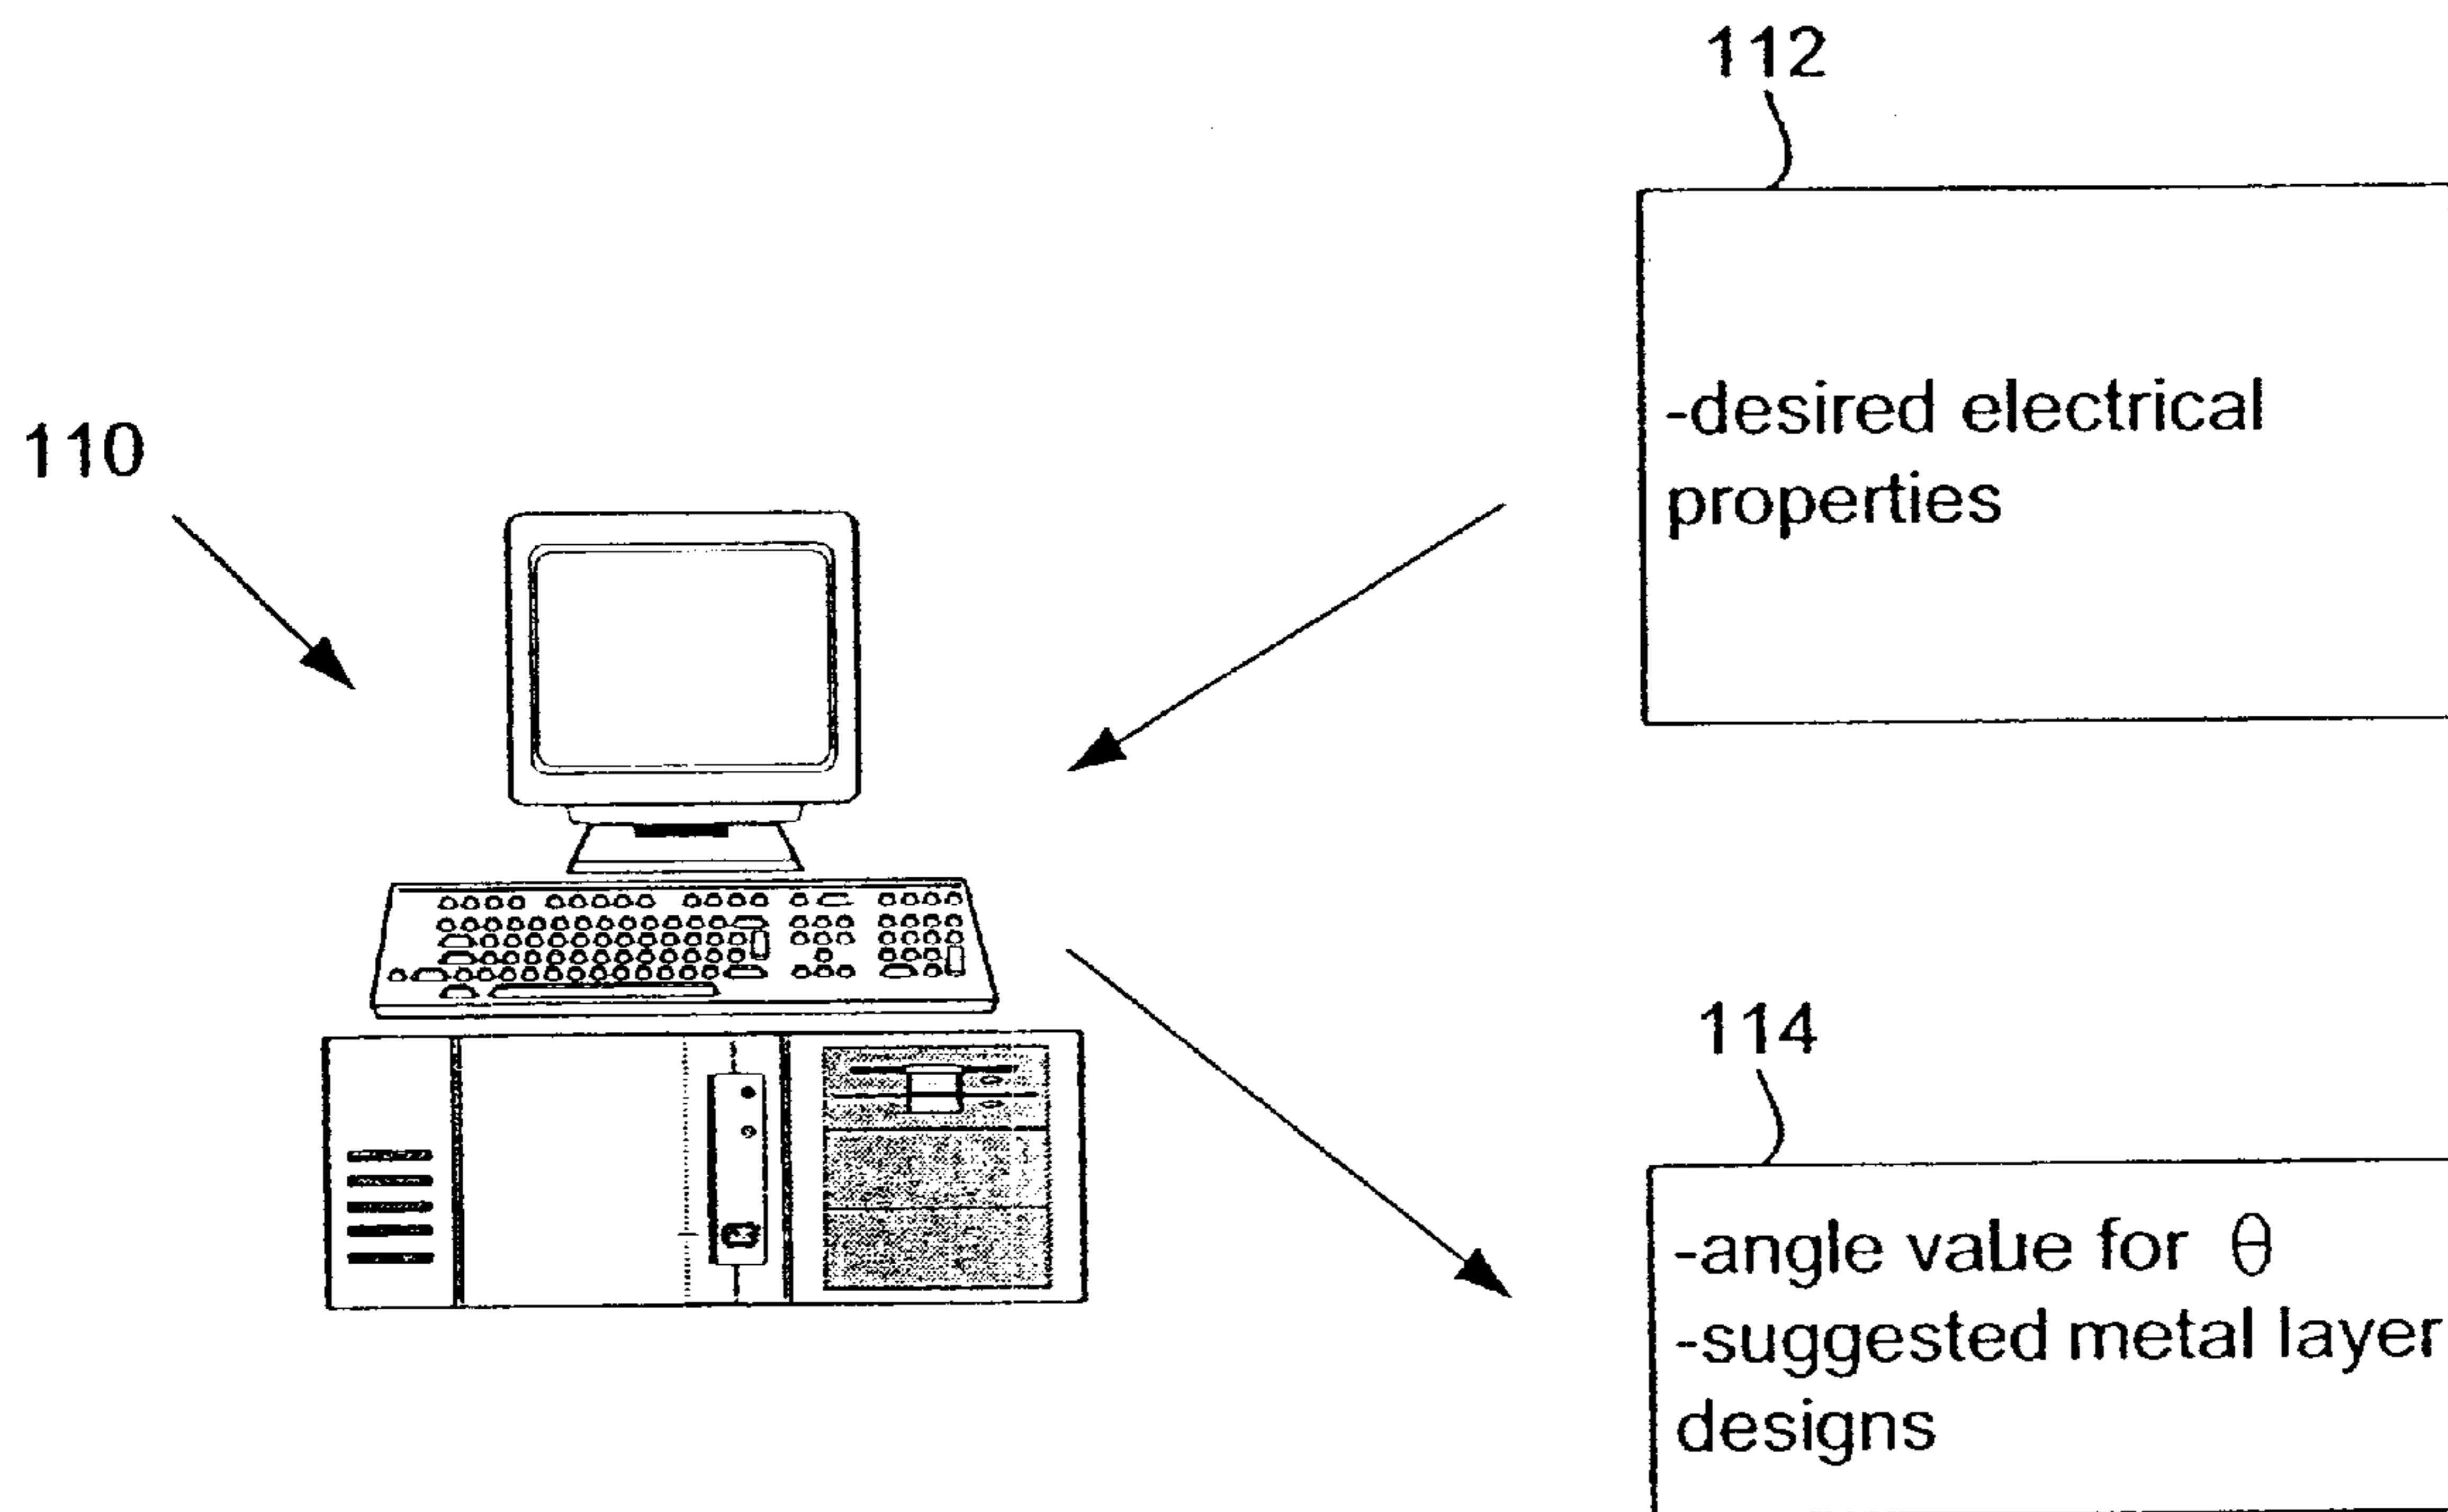 112
-desired electrical
properties
110
114
-angle value for θ
-suggested metal layer
designs